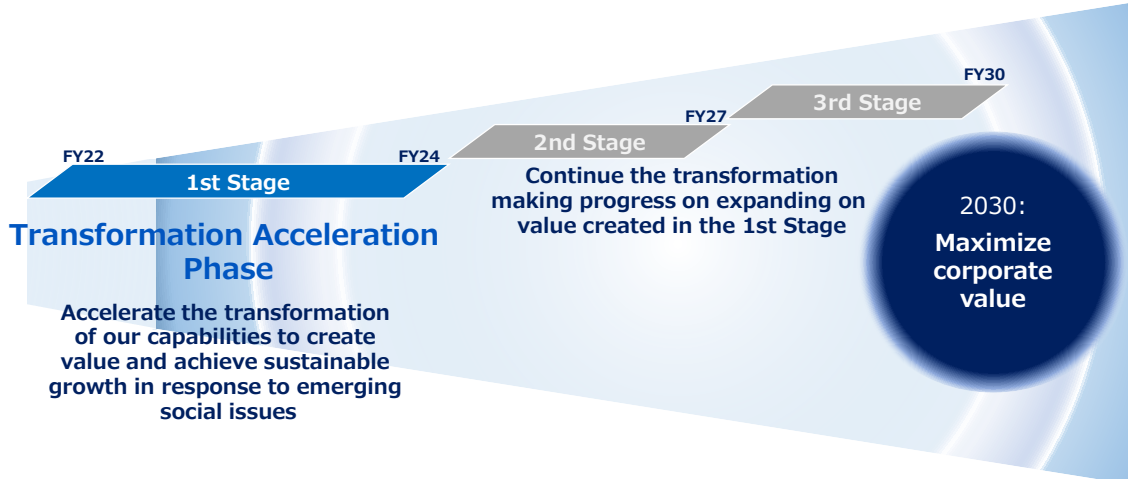 FY30
3rd Stage
FY27
2nd Stage
FY22
FY24
1st Stage
Transformation Acceleration
Phase
Accelerate the transformation
of our capabilities to create
value and achieve sustainable
growth in response to emerging
social issues
Continue the transformation
making progress on expanding on
value created in the 1st Stage
2030:
Maximize
corporate
value